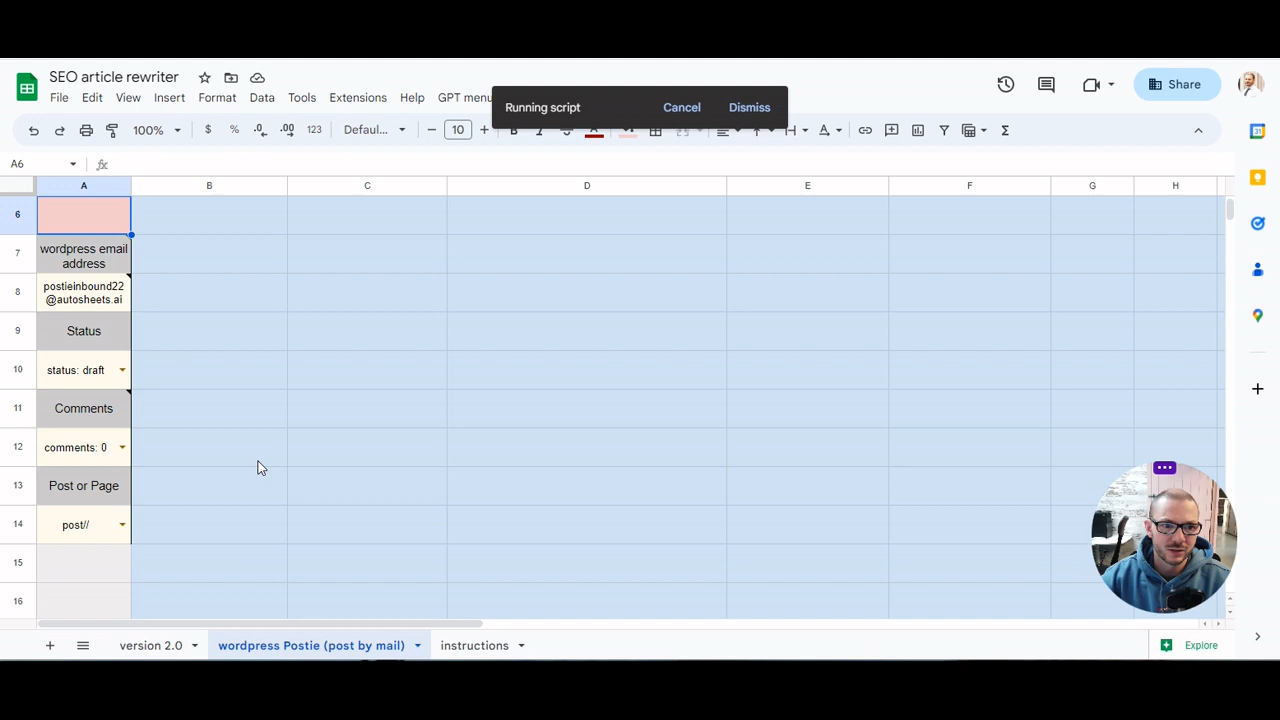 SEO article rewriter
Share
File Edit View Insert Format Data Tools Extensions Help GPT menu
Running script Cancel Dismiss
100% $ % .0 .00 123 Defaul... 10 B A
A6 fx
A B C D E F G H
6
7 wordpress email
address
8 postieinbound22
@autosheets.ai
9 Status
10 status: draft
11 Comments
12 comments: 0
13 Post or Page
14 post//
15
16
version 2.0 wordpress Postie (post by mail) instructions Explore